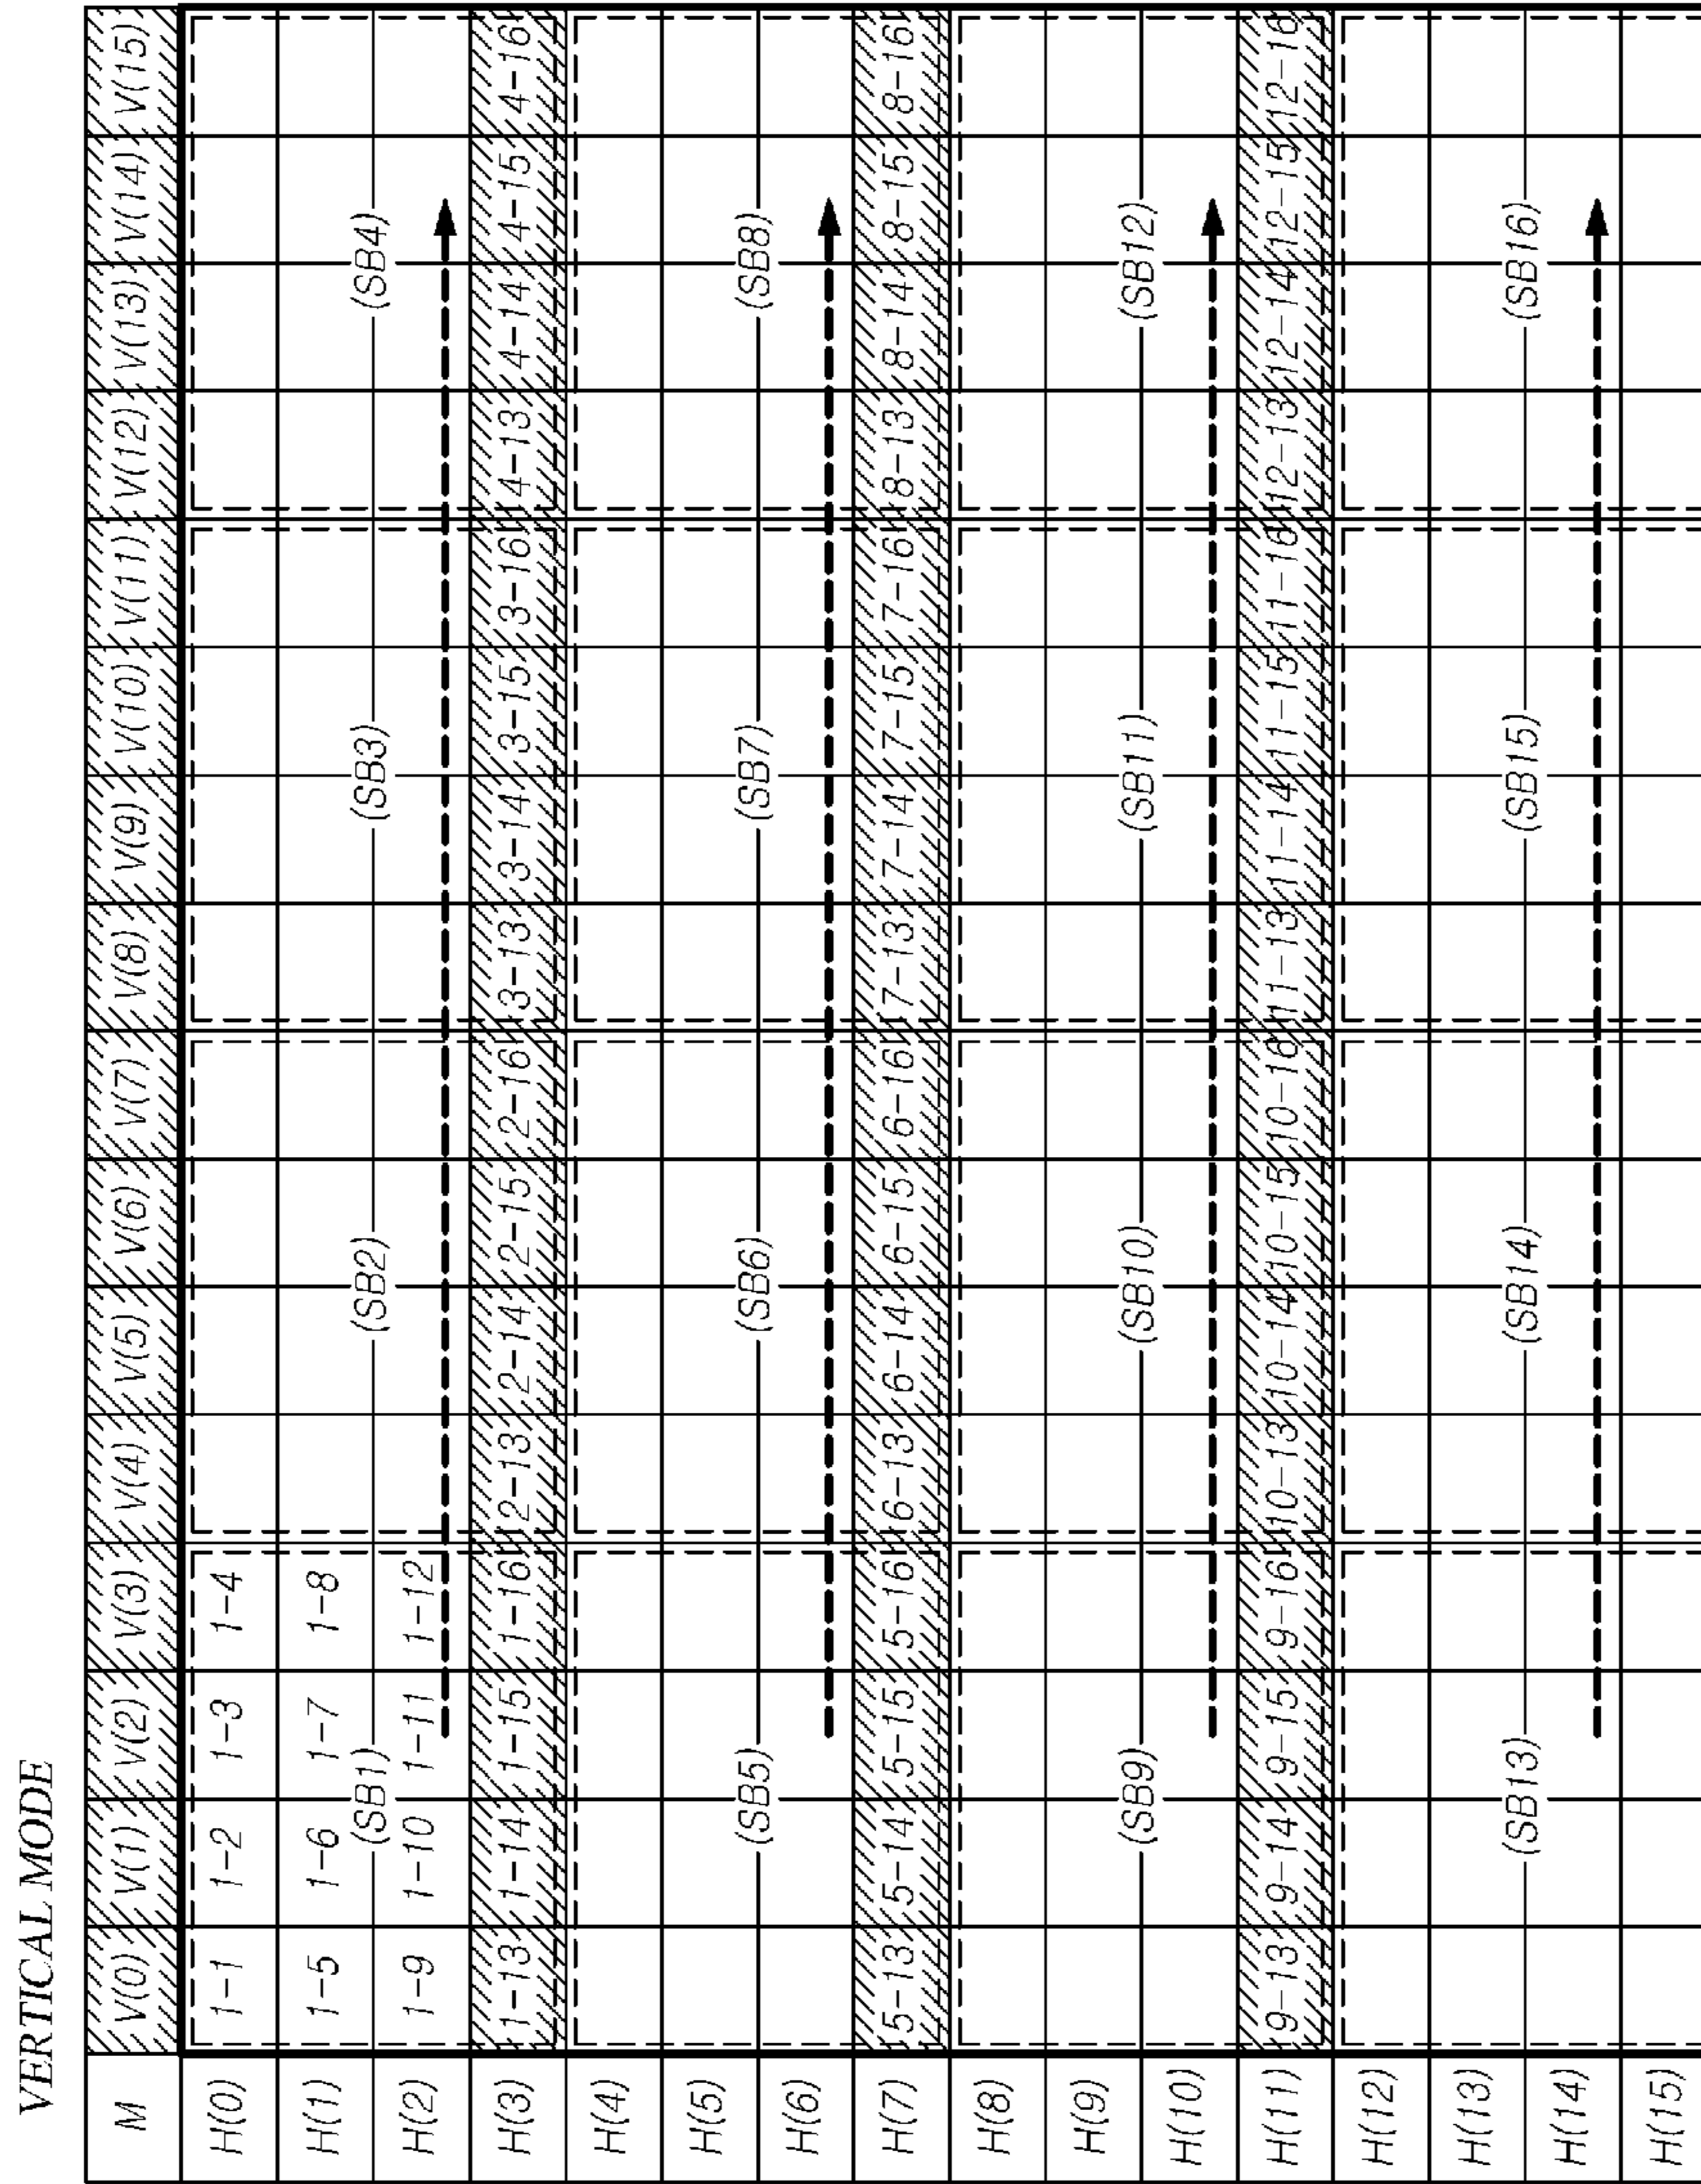 VERTICAL MODE
M V(0) V(1) V(2) V(3) V(4) V(5) V(6) V(7) V(8) V(9) V(10) V(11) V(12) V(13) V(14) V(15)
H(0) 1-1 1-2 1-3 1-4
H(1) 1-5 1-6 1-7 1-8
(SB1) (SB2) (SB3) (SB4)
H(2) 1-9 1-10 1-11 1-12
H(3) 1-13 1-14 1-15 1-16 2-13 2-14 2-15 2-16 3-13 3-14 3-15 3-16 4-13 4-14 4-15 4-16
H(4)
H(5)
(SB5) (SB6) (SB7) (SB8)
H(6)
H(7) 5-13 5-14 5-15 5-16 6-13 6-14 6-15 6-16 7-13 7-14 7-15 7-16 8-13 8-14 8-15 8-16
H(8)
H(9)
(SB9) (SB10) (SB11) (SB12)
H(10)
H(11) 9-13 9-14 9-15 9-16 10-13 10-14 10-15 10-16 11-13 11-14 11-15 11-16 12-13 12-14 12-15 12-16
H(12)
H(13)
(SB13) (SB14) (SB15) (SB16)
H(14)
H(15)